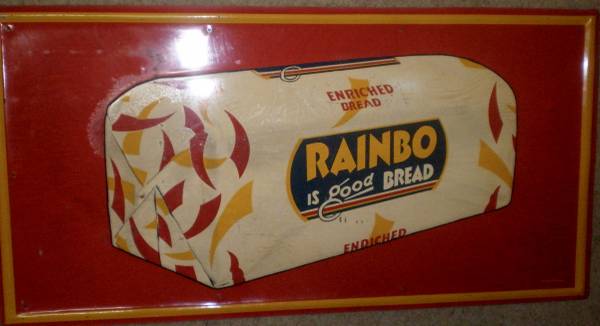 ENRICHED
BREAD
RAINBO
IS good BREAD
ENRICHED